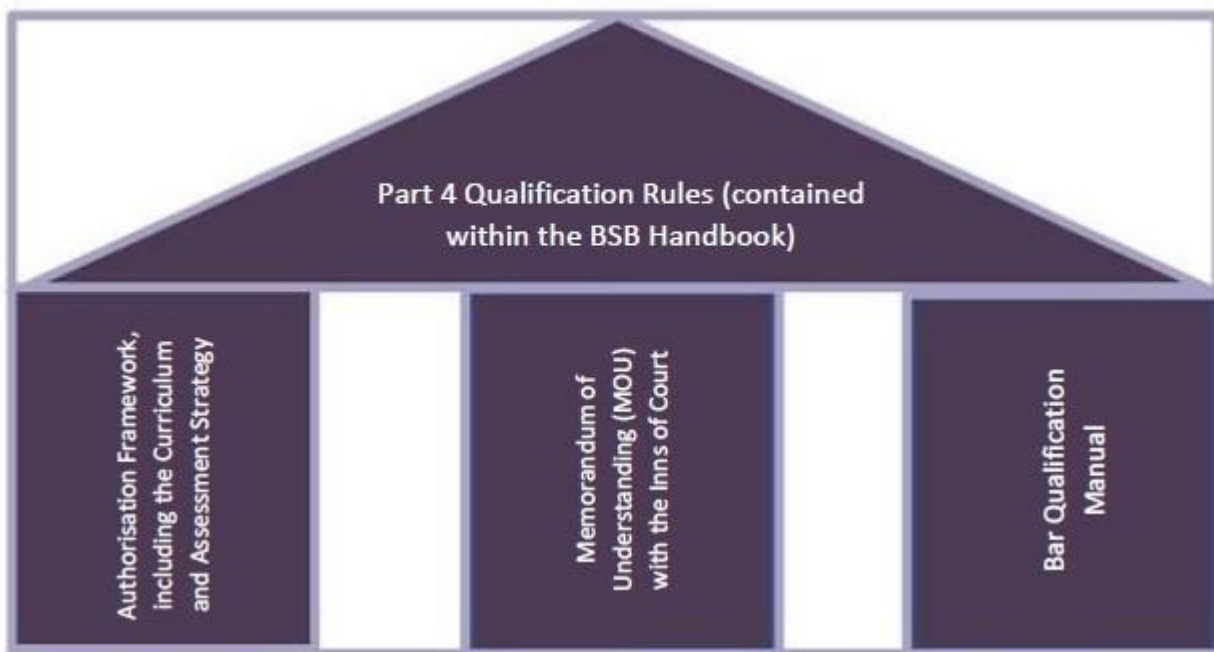 Part 4 Qualification Rules (contained
within the BSB Handbook)
Authorisation Framework,
including the Curriculum
and Assessment Strategy
Memorandum of
Understanding (MOU)
with the Inns of Court
Bar Qualification
Manual